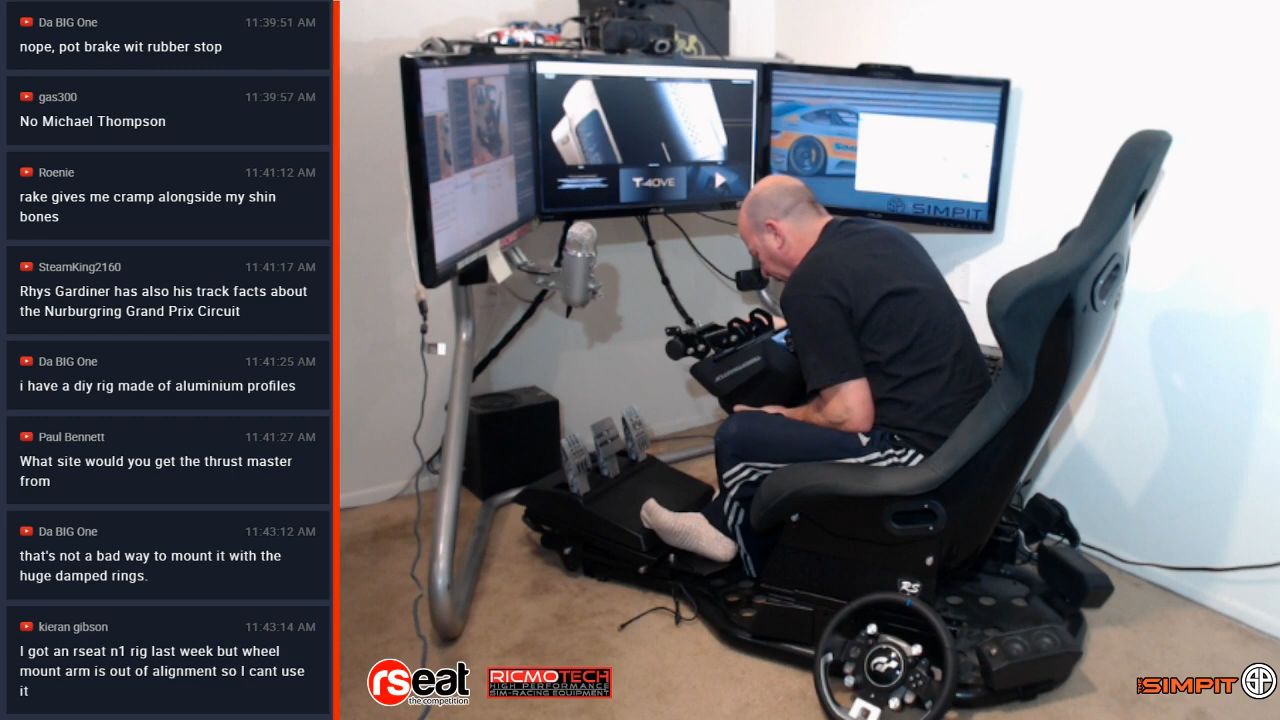 Da BIG One 11:39:51 AM
nope, pot brake wit rubber stop
gas300 11:39:57 AM
No Michael Thompson
Roenie 11:41:12 AM
rake gives me cramp alongside my shin
bones
SteamKing2160 11:41:17 AM
Rhys Gardiner has also his track facts about
the Nurburgring Grand Prix Circuit
Da BIG One 11:41:25 AM
i have a diy rig made of aluminium profiles
Paul Bennett 11:41:27 AM
What site would you get the thrust master
from
Da BIG One 11:43:12 AM
that's not a bad way to mount it with the
huge damped rings.
kieran gibson 11:43:14 AM
I got an rseat n1 rig last week but wheel
mount arm is out of alignment so I cant use
it
T-40VE
SIMPIT
RS
GT
rseat
the competition
RICMOTECH
HIGH PERFORMANCE
SIM-RACING EQUIPMENT
SIMPIT